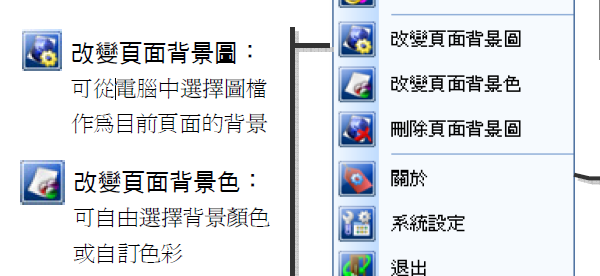 改變頁面背景圖：
可從電腦中選擇圖檔
作為目前頁面的背景
改變頁面背景色：
可自由選擇背景顏色
或自訂色彩
改變頁面背景圖
改變頁面背景色
刪除頁面背景圖
關於
系統設定
退出